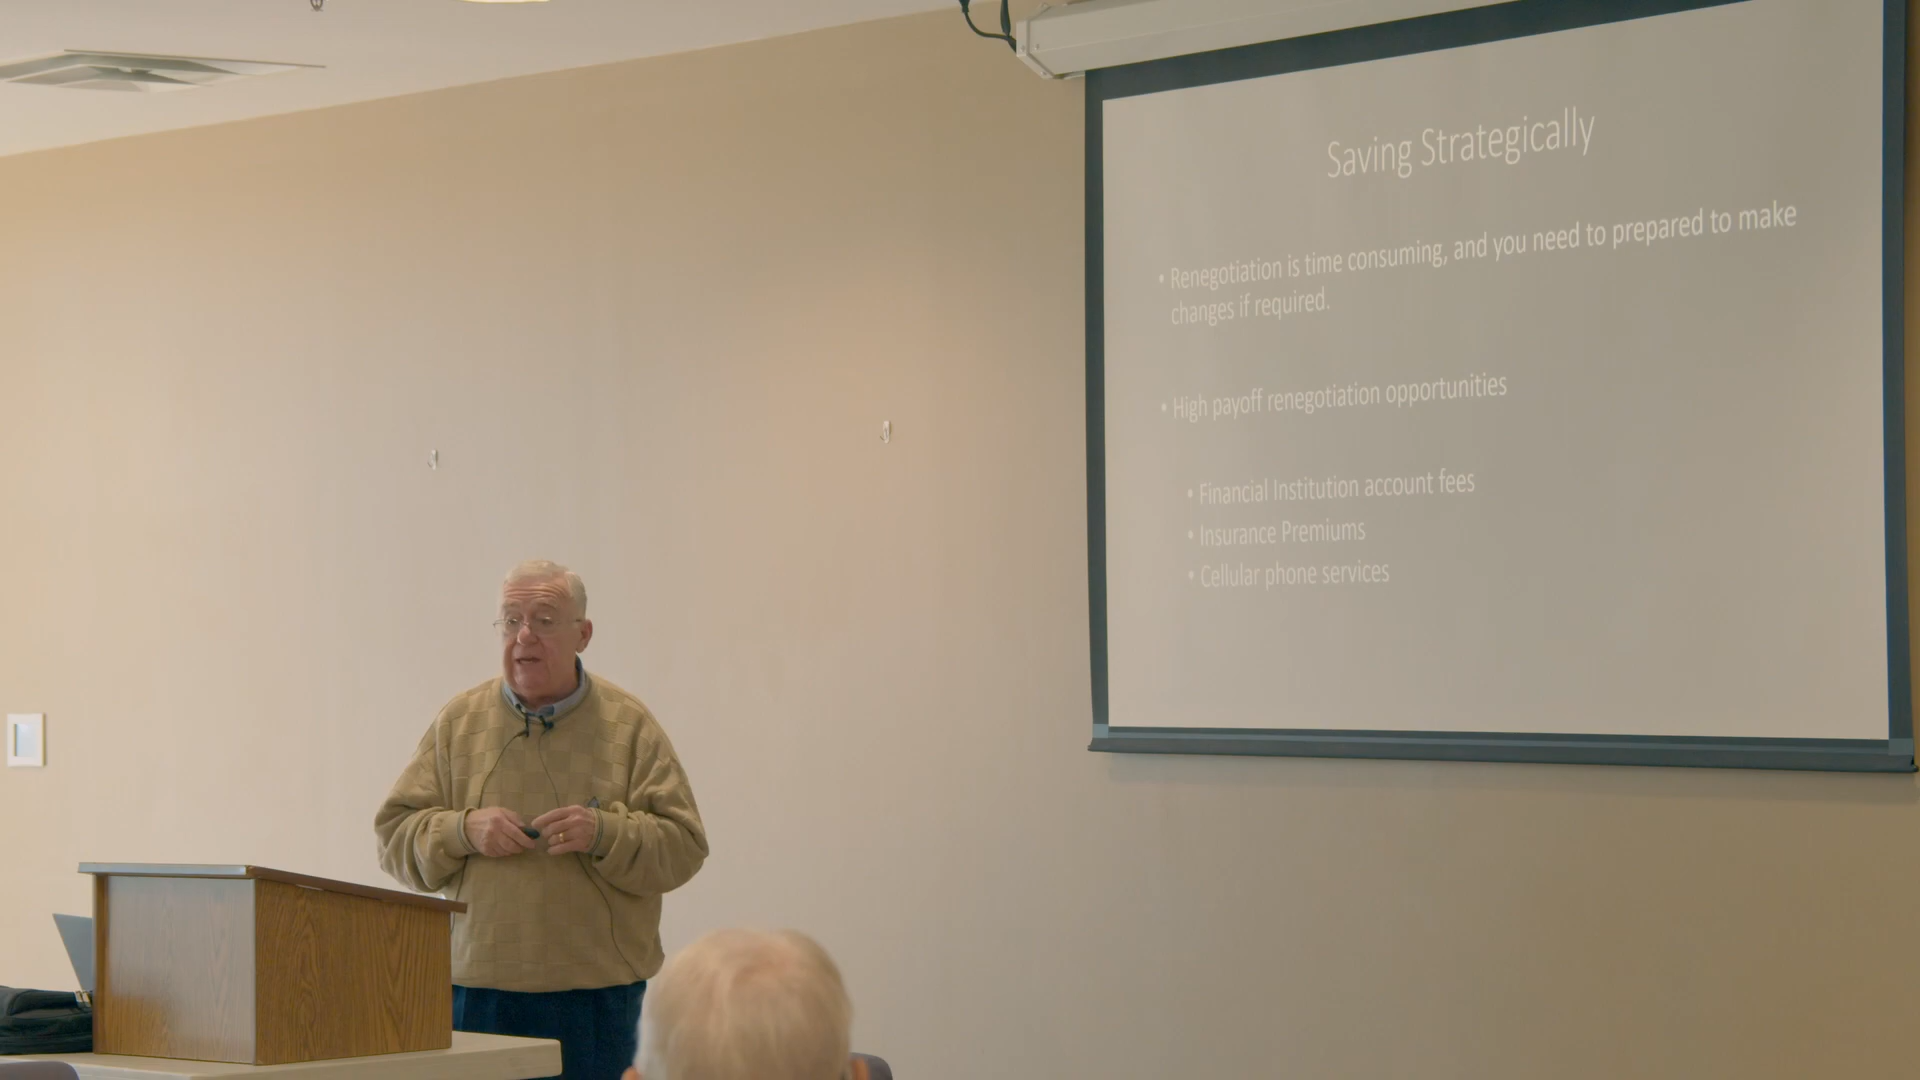 Saving Strategically
• Renegotiation is time consuming, and you need to prepared to make
changes if required.
• High payoff renegotiation opportunities
• Financial Institution account fees
• Insurance Premiums
• Cellular phone services